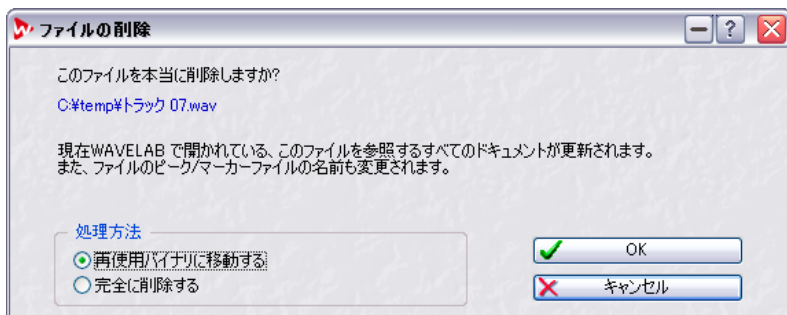 ファイルの削除
このファイルを本当に削除しますか?
C:¥temp¥トラック 07.wav
現在WAVELAB で開かれている、このファイルを参照するすべてのドキュメントが更新されます。
また、ファイルのピーク/マーカーファイルの名前も変更されます。
処理方法
再使用バイナリに移動する
完全に削除する
OK
キャンセル